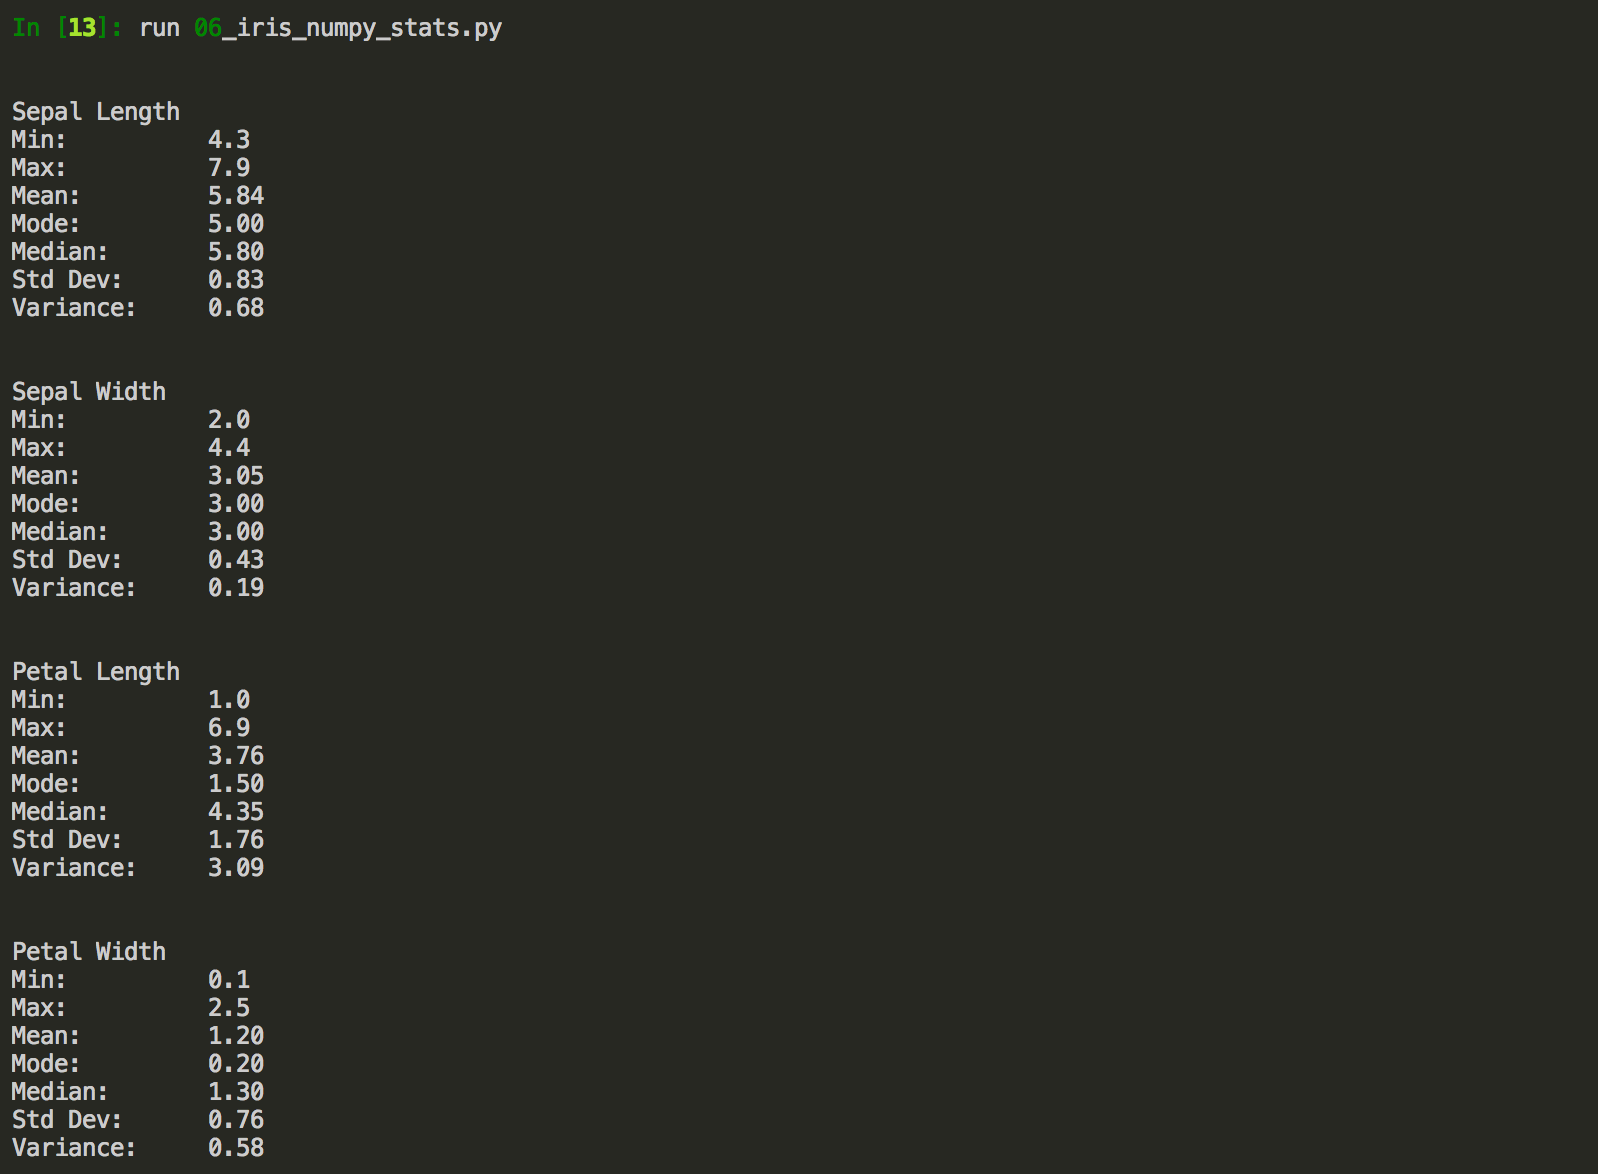 In [13]: run 06_iris_numpy_stats.py
Sepal Length
Min: 4.3
Max: 7.9
Mean: 5.84
Mode: 5.00
Median: 5.80
Std Dev: 0.83
Variance: 0.68
Sepal Width
Min: 2.0
Max: 4.4
Mean: 3.05
Mode: 3.00
Median: 3.00
Std Dev: 0.43
Variance: 0.19
Petal Length
Min: 1.0
Max: 6.9
Mean: 3.76
Mode: 1.50
Median: 4.35
Std Dev: 1.76
Variance: 3.09
Petal Width
Min: 0.1
Max: 2.5
Mean: 1.20
Mode: 0.20
Median: 1.30
Std Dev: 0.76
Variance: 0.58